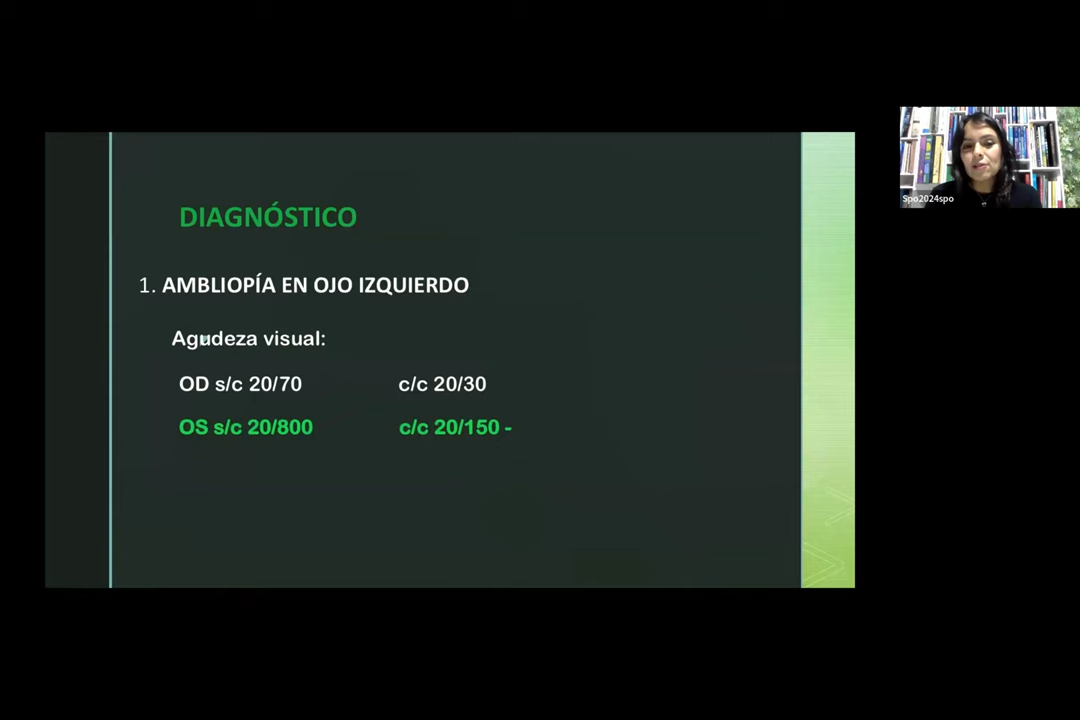 DIAGNÓSTICO
1. AMBLIOPÍA EN OJO IZQUIERDO
Agudeza visual:
OD s/c 20/70 c/c 20/30
OS s/c 20/800 c/c 20/150 -
Spo2024spo